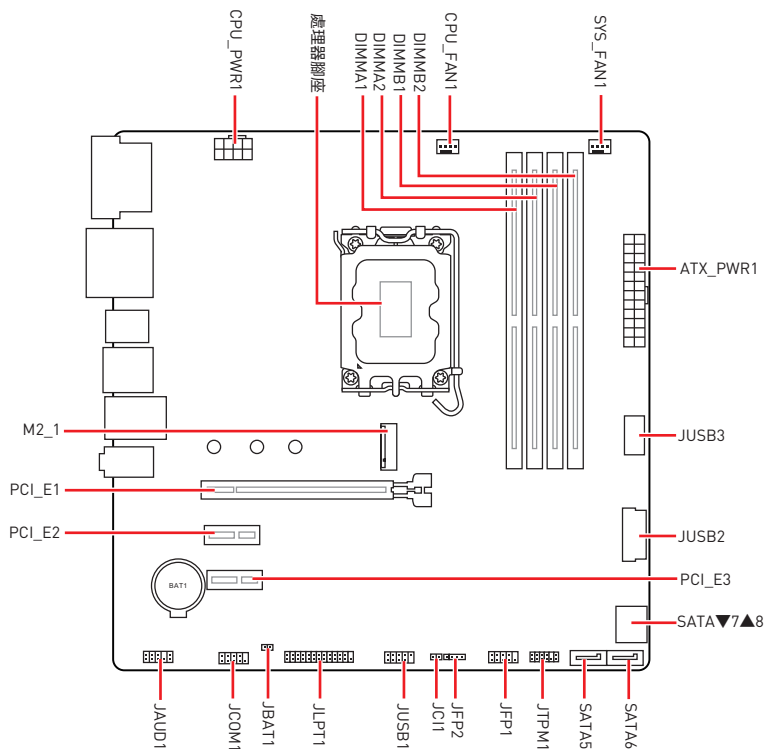 CPU_PWR1
處理器腳座
DIMMA1
DIMMA2
DIMMB1
DIMMB2
CPU_FAN1
SYS_FAN1
ATX_PWR1
M2_1
JUSB3
PCI_E1
PCI_E2
JUSB2
BAT1
PCI_E3
SATA▼7▲8
JAUD1
JCOM1
JBAT1
JLPT1
JUSB1
JCI1
JFP2
JFP1
JTPM1
SATA5
SATA6